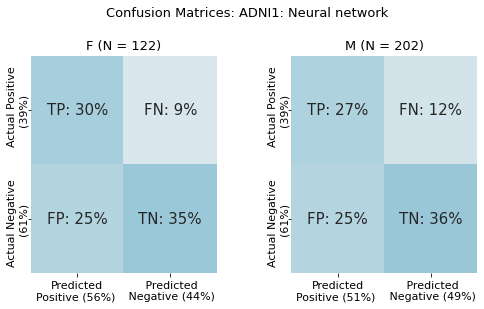 Confusion Matrices: ADNI1: Neural network
F (N = 122)
Actual Positive
(39%)
TP: 30%
FN: 9%
Actual Negative
(61%)
FP: 25%
TN: 35%
Predicted
Positive (56%)
Predicted
Negative (44%)
M (N = 202)
Actual Positive
(39%)
TP: 27%
FN: 12%
Actual Negative
(61%)
FP: 25%
TN: 36%
Predicted
Positive (51%)
Predicted
Negative (49%)